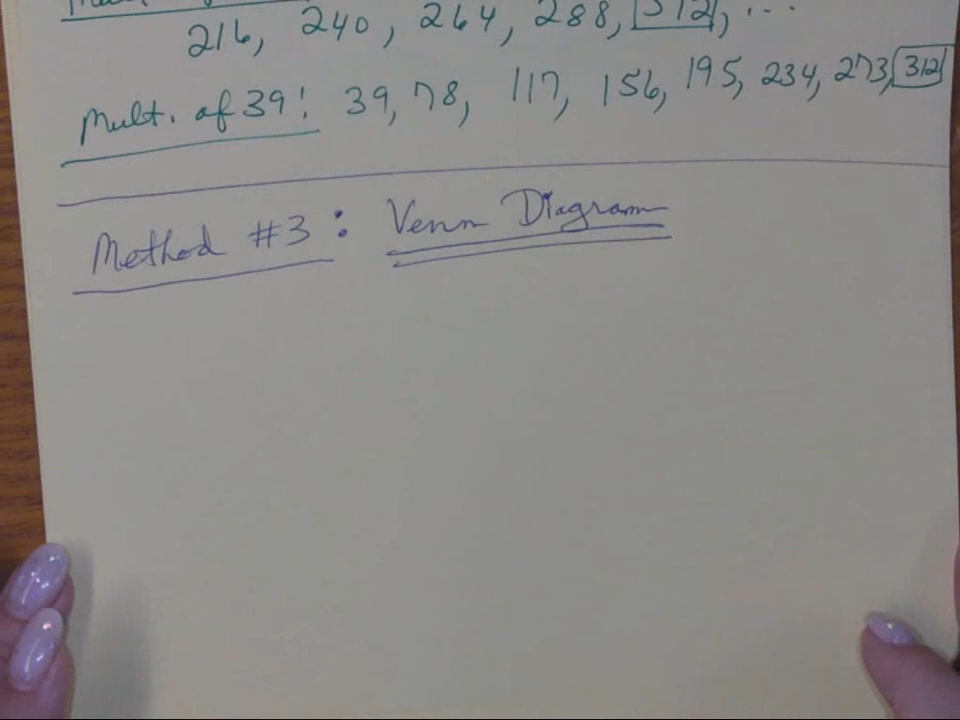 216, 240, 264, 288, 312, ...
Mult. of 39: 39, 78, 117, 156, 195, 234, 273, 312
Method #3: Venn Diagram